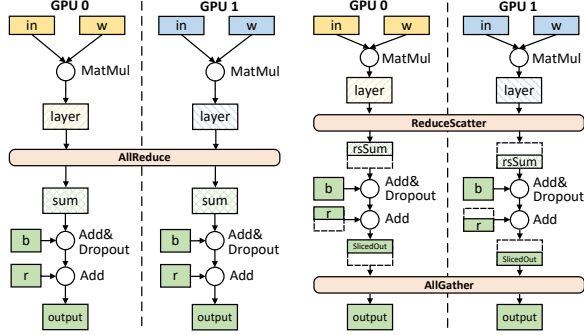 GPU 0 GPU 1
in w in w
MatMul MatMul
layer layer
AllReduce
sum sum
b Add& Dropout b Add& Dropout
r Add r Add
output output
GPU 0 GPU 1
in w in w
MatMul MatMul
layer layer
ReduceScatter
rsSum rsSum
b Add& Dropout b Add& Dropout
r Add r Add
SlicedOut SlicedOut
AllGather
output output